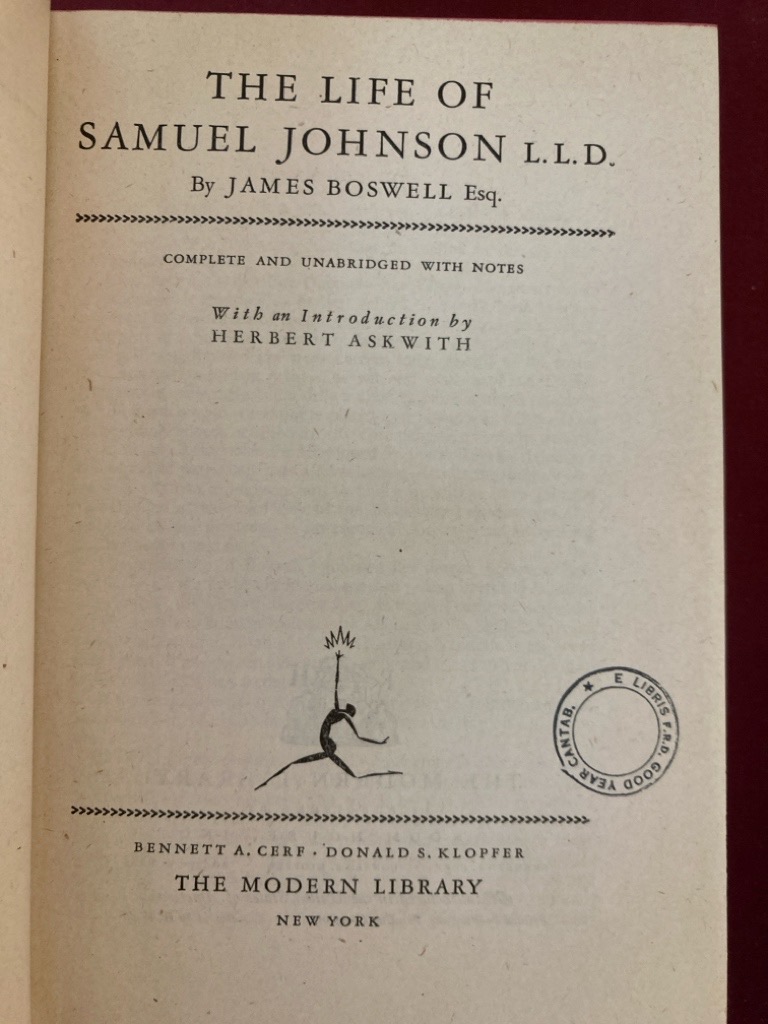 THE LIFE OF
SAMUEL JOHNSON L.L.D.
By JAMES BOSWELL Esq.
COMPLETE AND UNABRIDGED WITH NOTES
With an Introduction by
HERBERT ASKWITH
★ E LIBRIS F.R.D. GOOD YEAR CANTAB.
BENNETT A. CERF · DONALD S. KLOPFER
THE MODERN LIBRARY
NEW YORK